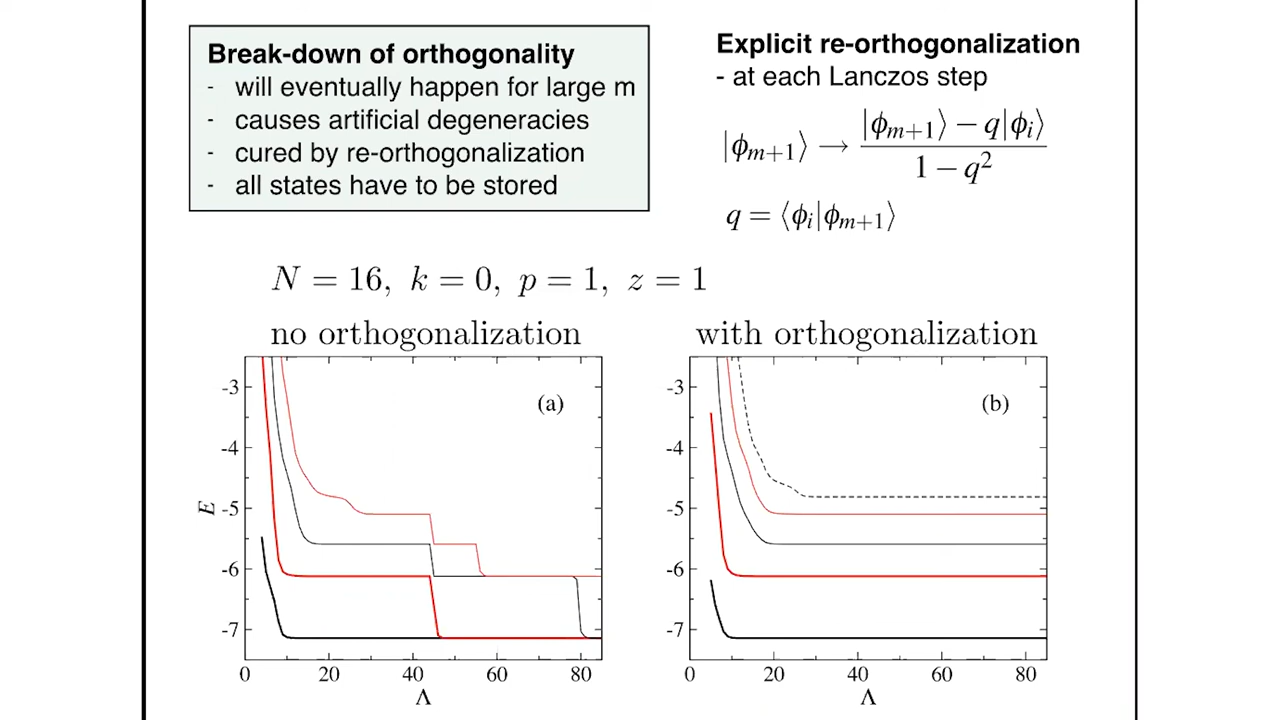 Break-down of orthogonality
- will eventually happen for large m
- causes artificial degeneracies
- cured by re-orthogonalization
- all states have to be stored
Explicit re-orthogonalization
- at each Lanczos step
|ϕₘ₊₁⟩ → (|ϕₘ₊₁⟩ − q|ϕᵢ⟩) / (1 − q²)
q = ⟨ϕᵢ|ϕₘ₊₁⟩
N = 16, k = 0, p = 1, z = 1
no orthogonalization
(a)
-3
-4
-5
-6
-7
E
0 20 40 60 80
Λ
with orthogonalization
(b)
-3
-4
-5
-6
-7
0 20 40 60 80
Λ